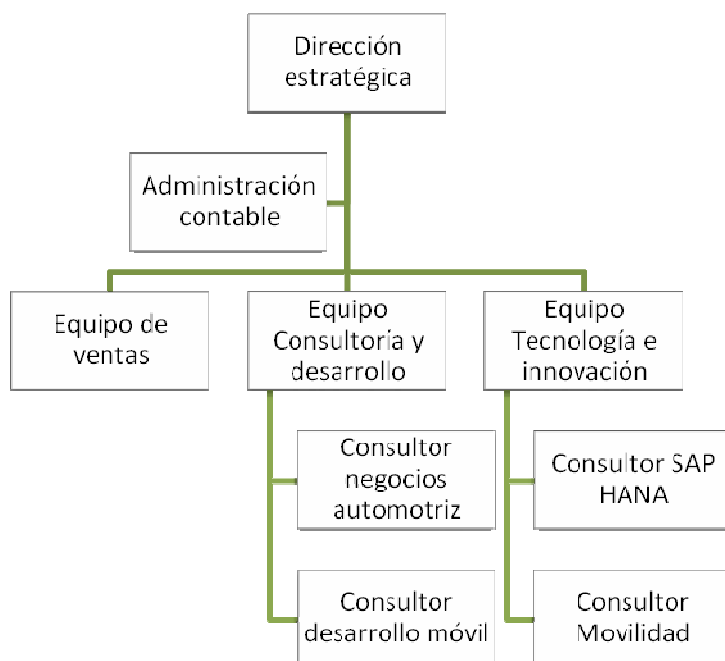 Dirección
estratégica
Administración
contable
Equipo de
ventas
Equipo
Consultoría y
desarrollo
Equipo
Tecnología e
innovación
Consultor
negocios
automotriz
Consultor SAP
HANA
Consultor
desarrollo móvil
Consultor
Movilidad